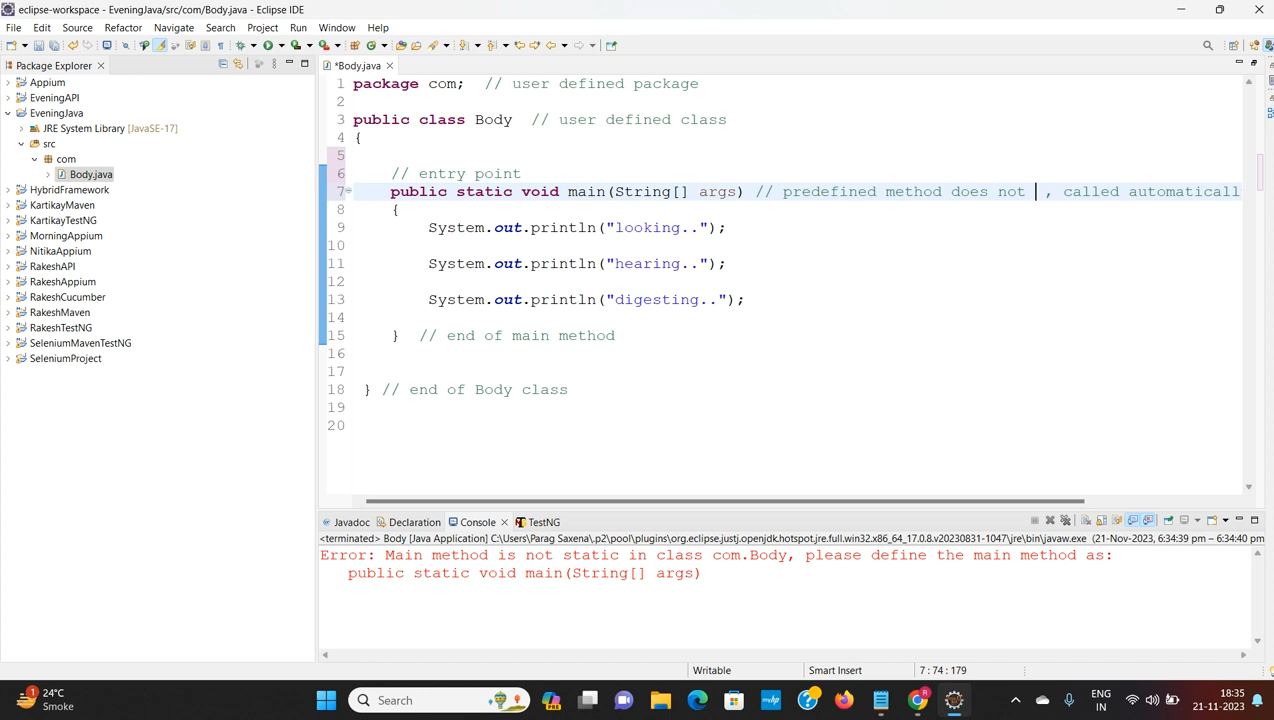 eclipse-workspace - EveningJava/src/com/Body.java - Eclipse IDE
File Edit Source Refactor Navigate Search Project Run Window Help
Package Explorer
*Body.java
Appium
EveningAPI
EveningJava
JRE System Library [JavaSE-17]
src
com
Body.java
HybridFramework
KartikayMaven
KartikayTestNG
MorningAppium
NitikaAppium
RakeshAPI
RakeshAppium
RakeshCucumber
RakeshMaven
RakeshTestNG
SeleniumMavenTestNG
SeleniumProject
1 package com; // user defined package
2
3 public class Body // user defined class
4 {
5
6 // entry point
7 public static void main(String[] args) // predefined method does not , called automaticall
8 {
9 System.out.println("looking..");
10
11 System.out.println("hearing..");
12
13 System.out.println("digesting..");
14
15 } // end of main method
16
17
18 } // end of Body class
19
20
Javadoc Declaration Console TestNG
<terminated> Body [Java Application] C:\Users\Parag Saxena\.p2\pool\plugins\org.eclipse.justj.openjdk.hotspot.jre.full.win32.x86_64_17.0.8.v20230831-1047\jre\bin\javaw.exe (21-Nov-2023, 6:34:39 pm – 6:34:40 pm)
Error: Main method is not static in class com.Body, please define the main method as:
public static void main(String[] args)
Writable Smart Insert 7 : 74 : 179
1
24°C
Smoke
Search
PRE
hp
R
ENG
IN
18:35
21-11-2023